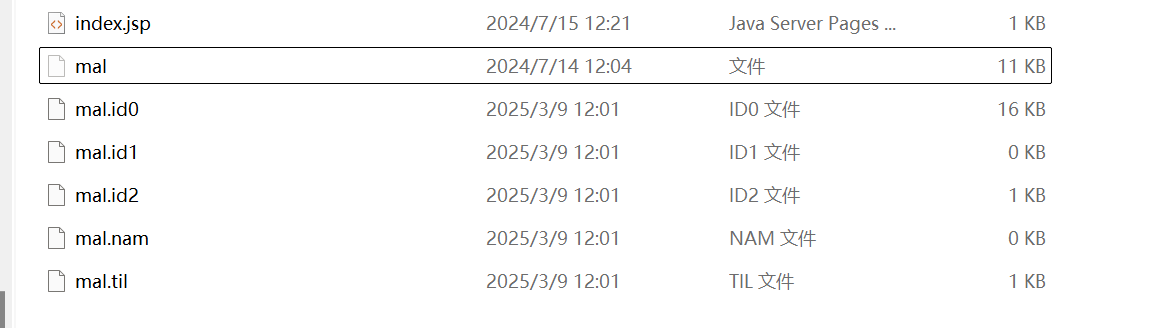 index.jsp 2024/7/15 12:21 Java Server Pages ... 1 KB
mal 2024/7/14 12:04 文件 11 KB
mal.id0 2025/3/9 12:01 ID0 文件 16 KB
mal.id1 2025/3/9 12:01 ID1 文件 0 KB
mal.id2 2025/3/9 12:01 ID2 文件 1 KB
mal.nam 2025/3/9 12:01 NAM 文件 0 KB
mal.til 2025/3/9 12:01 TIL 文件 1 KB